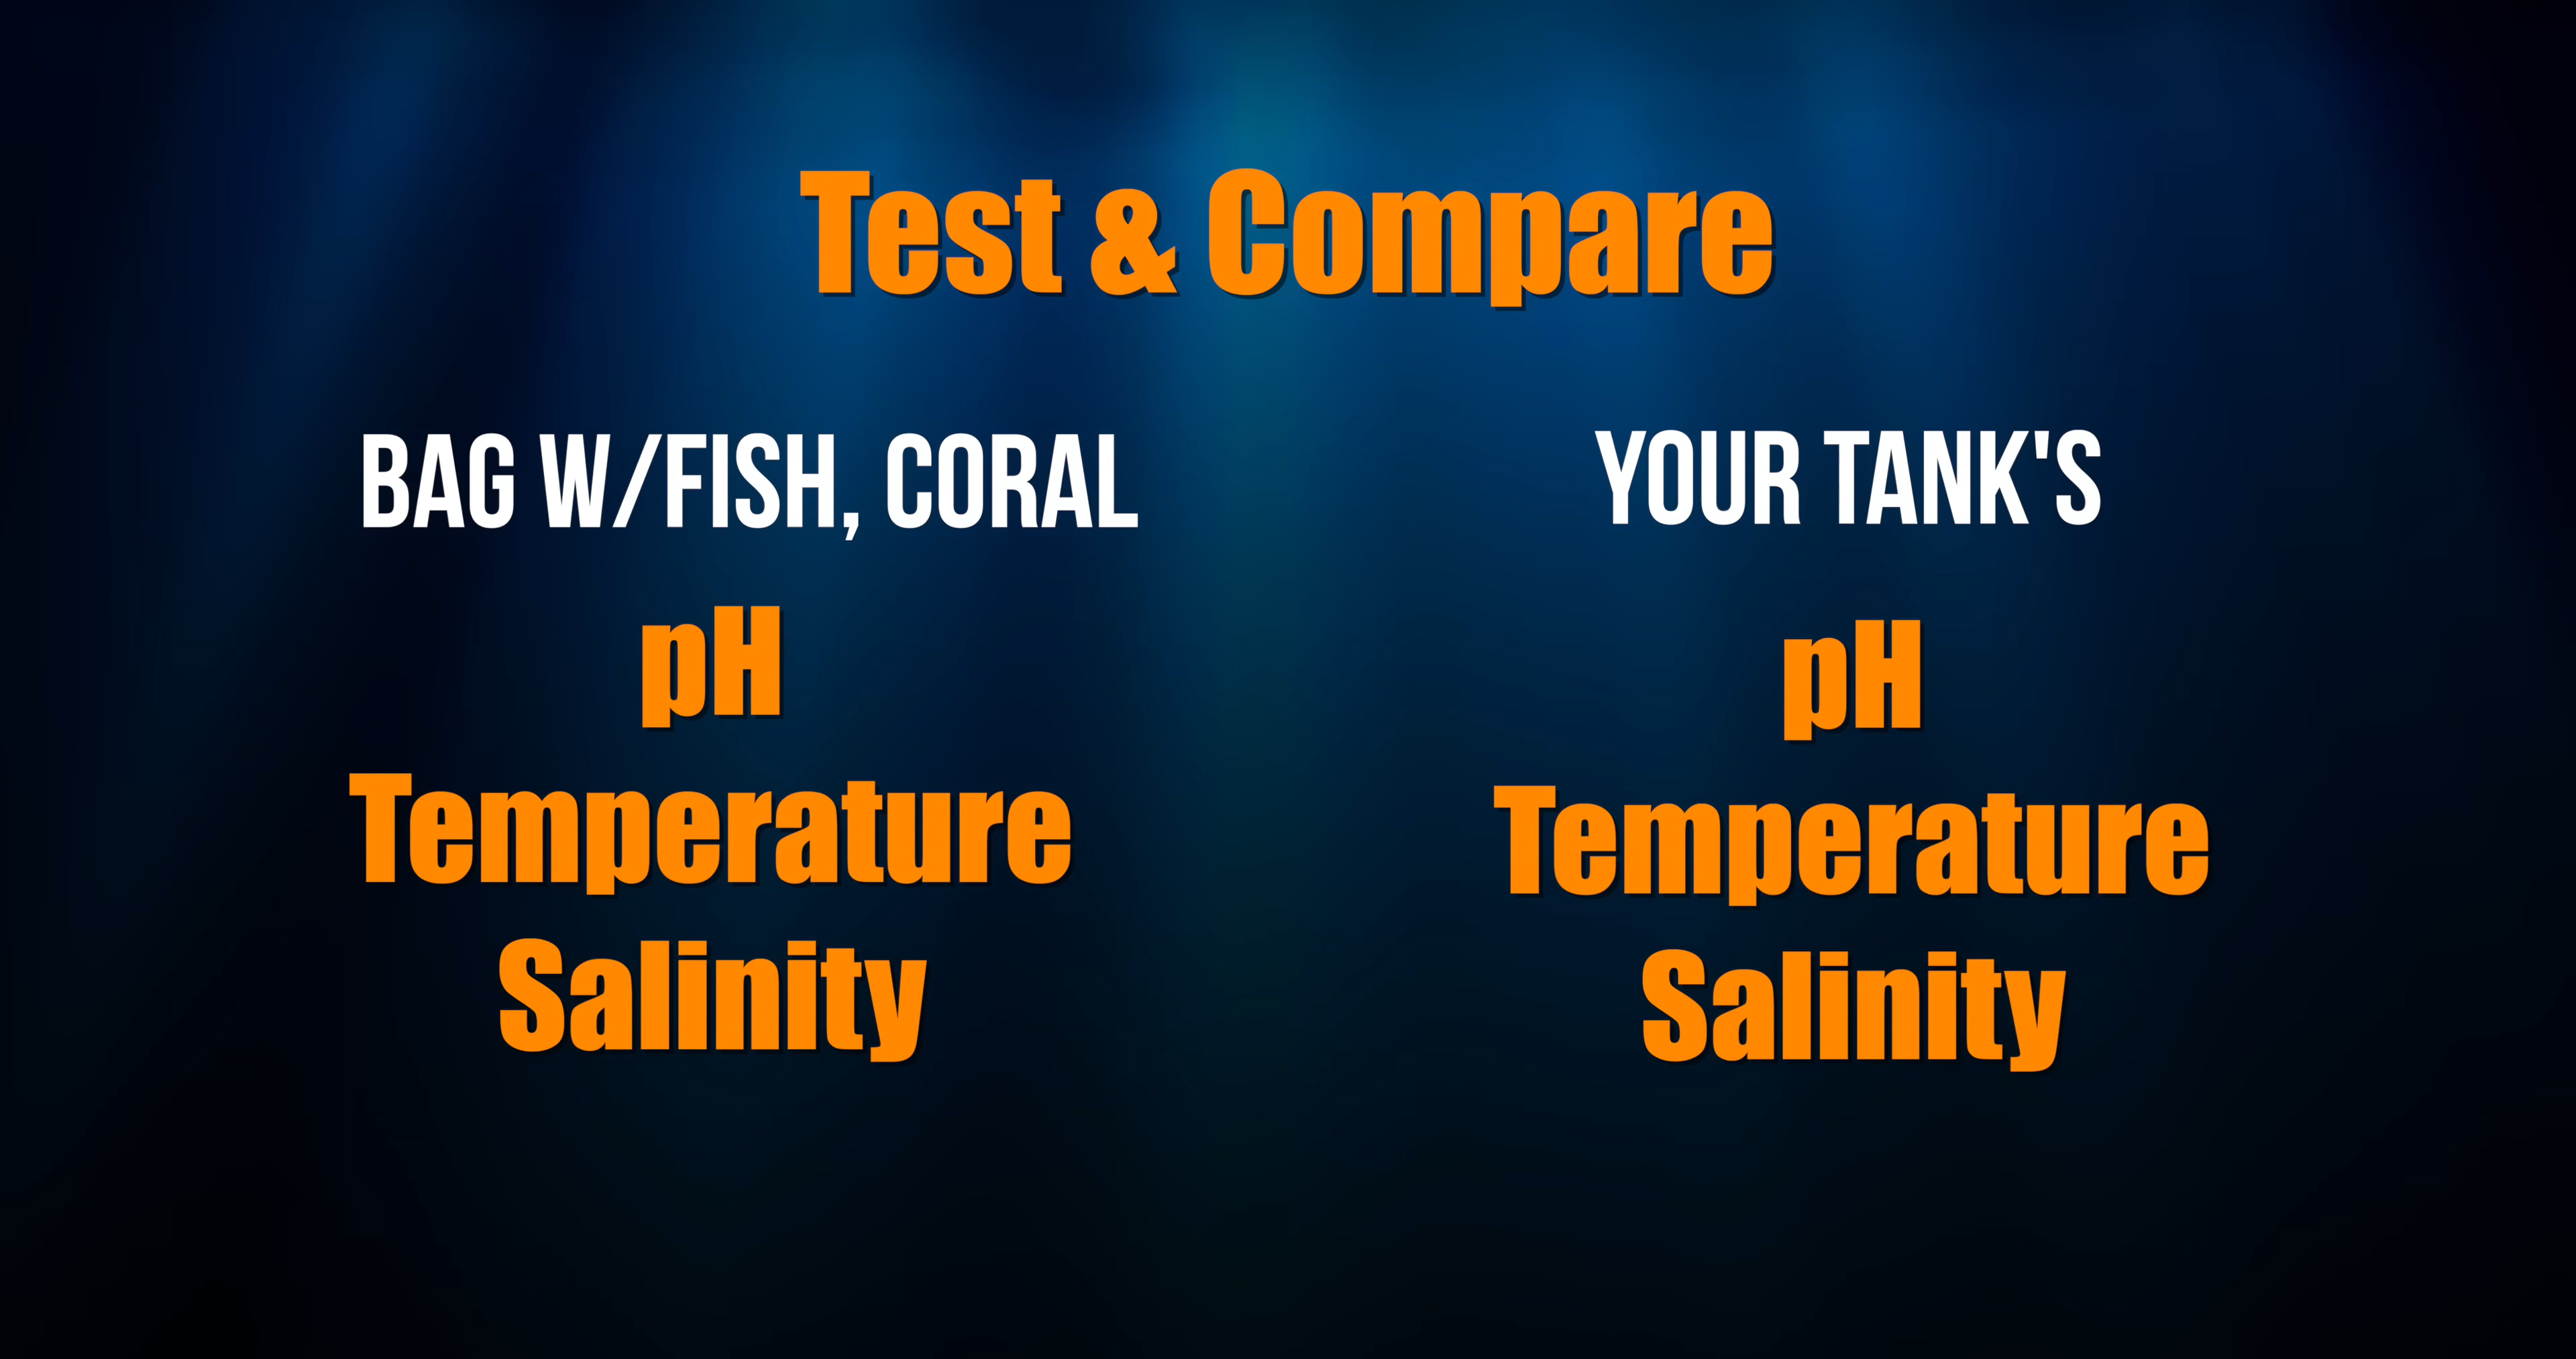 Test & Compare
BAG W/FISH, CORAL
pH
Temperature
Salinity
YOUR TANK'S
pH
Temperature
Salinity